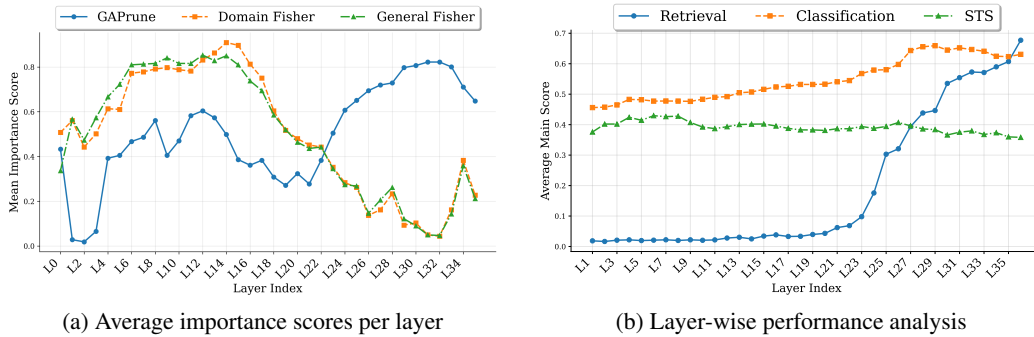 GAPrune Domain Fisher General Fisher
Mean Importance Score
0.8
0.6
0.4
0.2
0.0
L0 L2 L4 L6 L8 L10 L12 L14 L16 L18 L20 L22 L24 L26 L28 L30 L32 L34
Layer Index
(a) Average importance scores per layer
Retrieval Classification STS
Average Main Score
0.7
0.6
0.5
0.4
0.3
0.2
0.1
0.0
L1 L3 L5 L7 L9 L11 L13 L15 L17 L19 L21 L23 L25 L27 L29 L31 L33 L35
Layer Index
(b) Layer-wise performance analysis